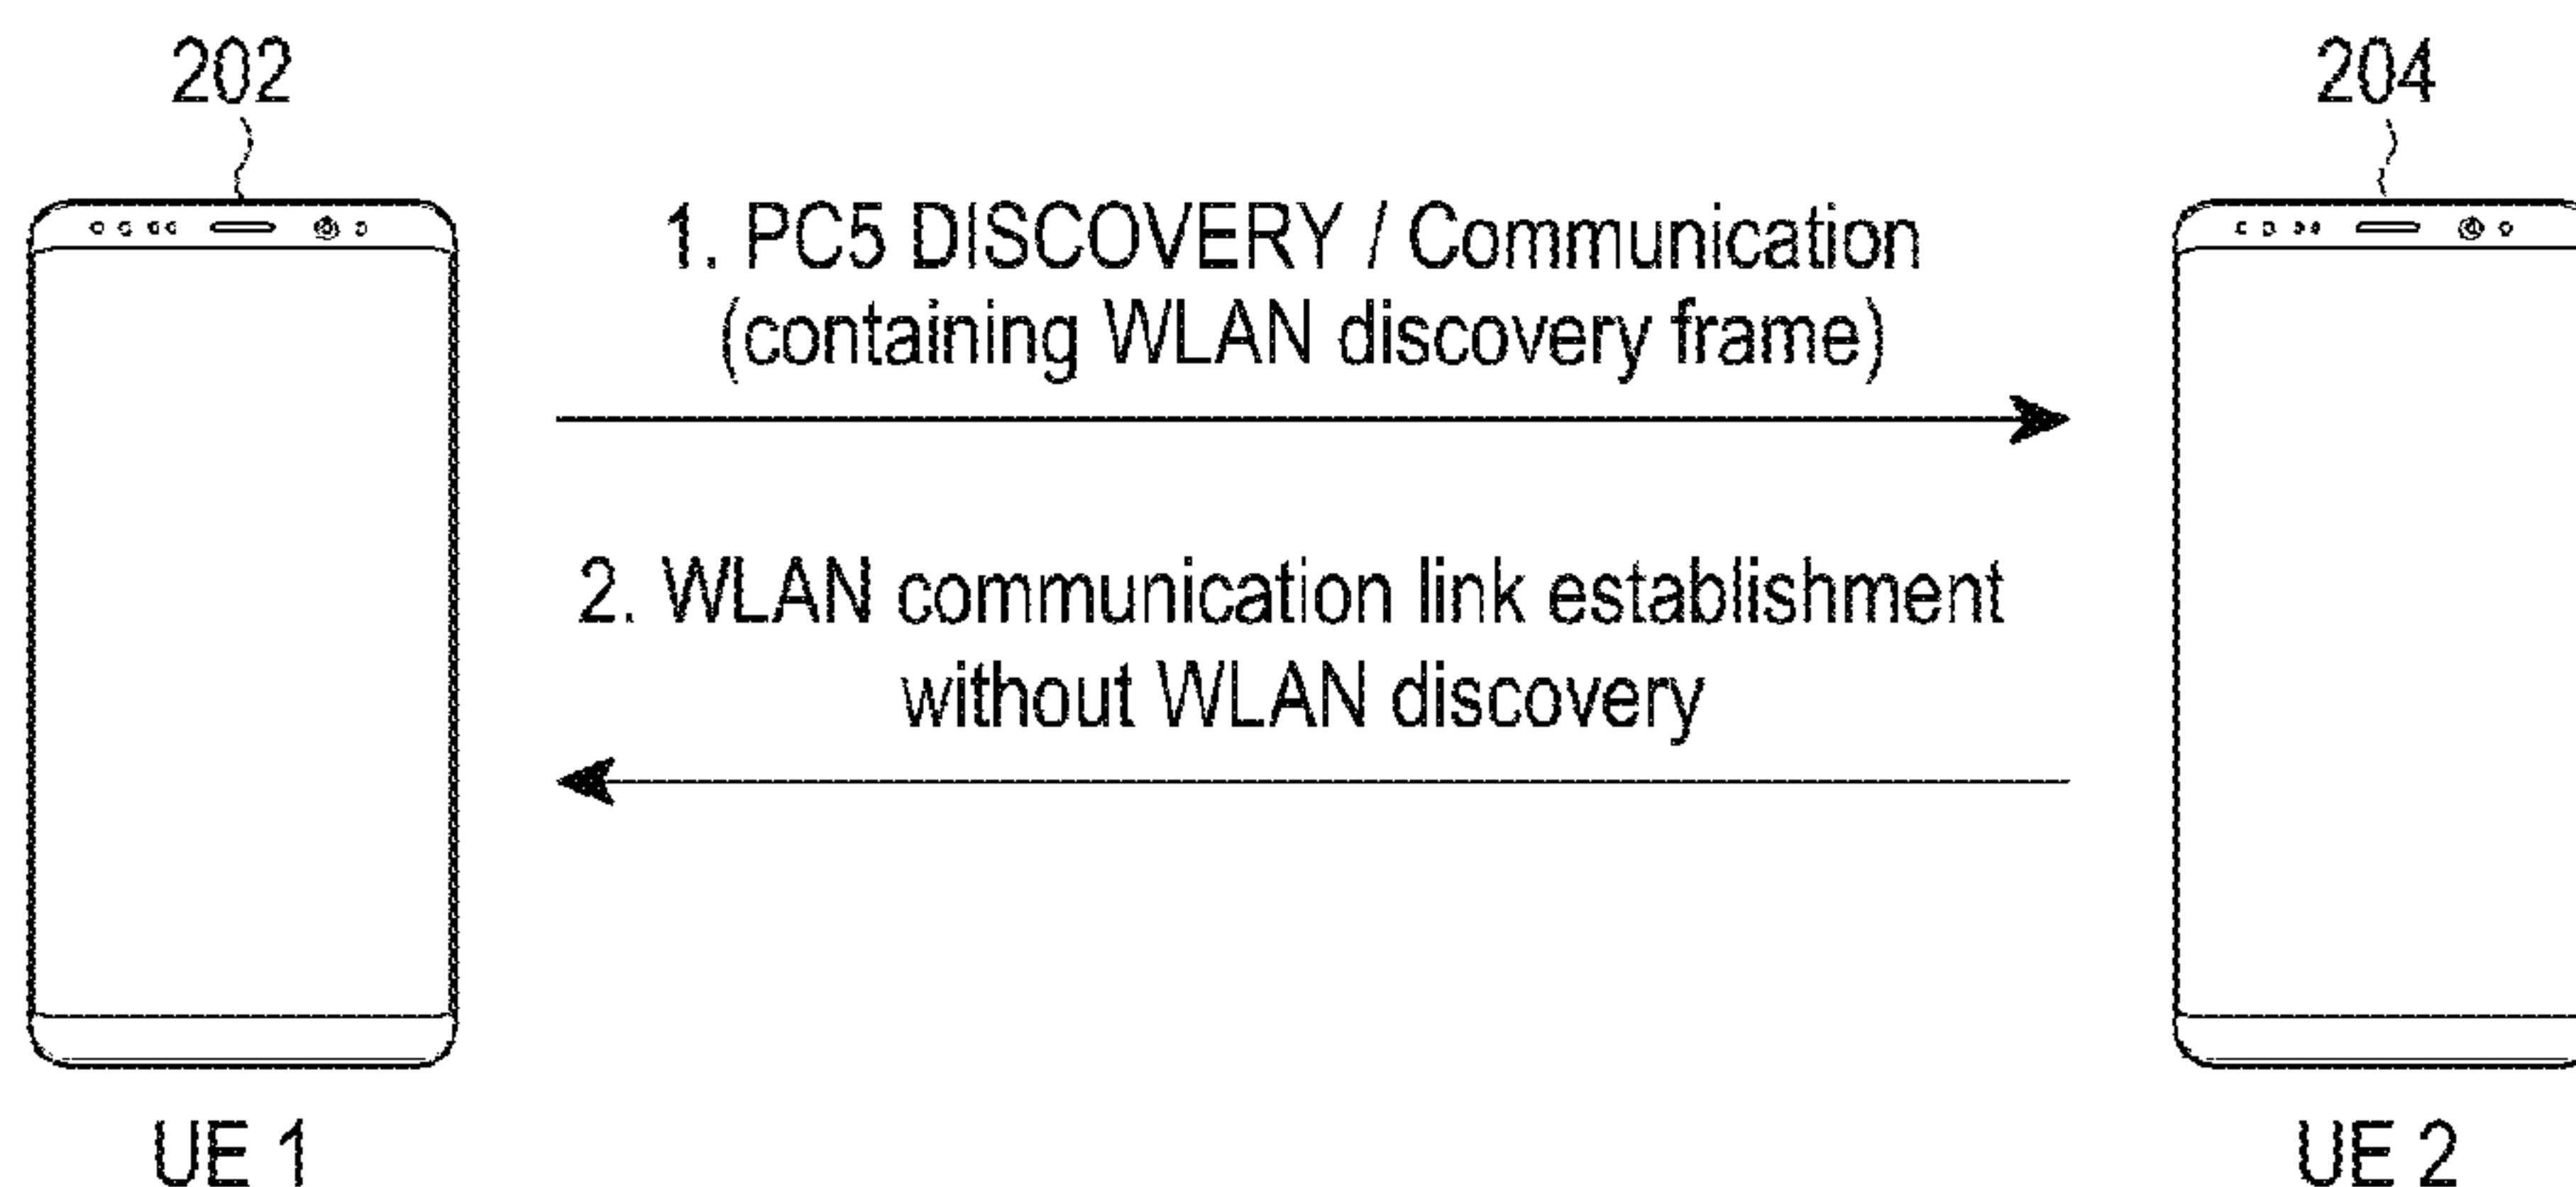 202
204
1. PC5 DISCOVERY / Communication
(containing WLAN discovery frame)
2. WLAN communication link establishment
without WLAN discovery
UE 1
UE 2